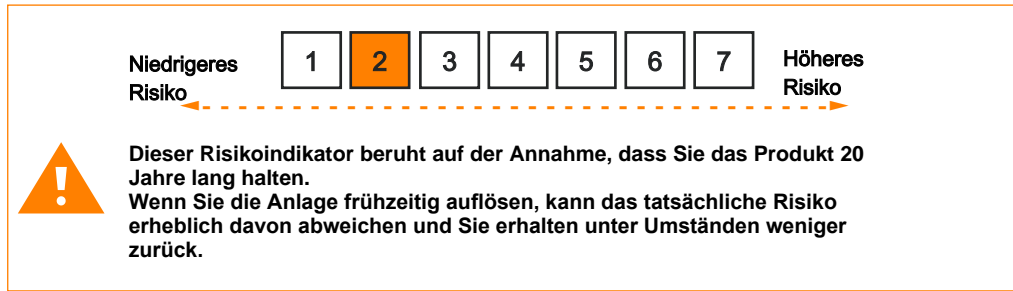 Niedrigeres
Risiko
1 2 3 4 5 6 7
Höheres
Risiko
!
Dieser Risikoindikator beruht auf der Annahme, dass Sie das Produkt 20
Jahre lang halten.
Wenn Sie die Anlage frühzeitig auflösen, kann das tatsächliche Risiko
erheblich davon abweichen und Sie erhalten unter Umständen weniger
zurück.